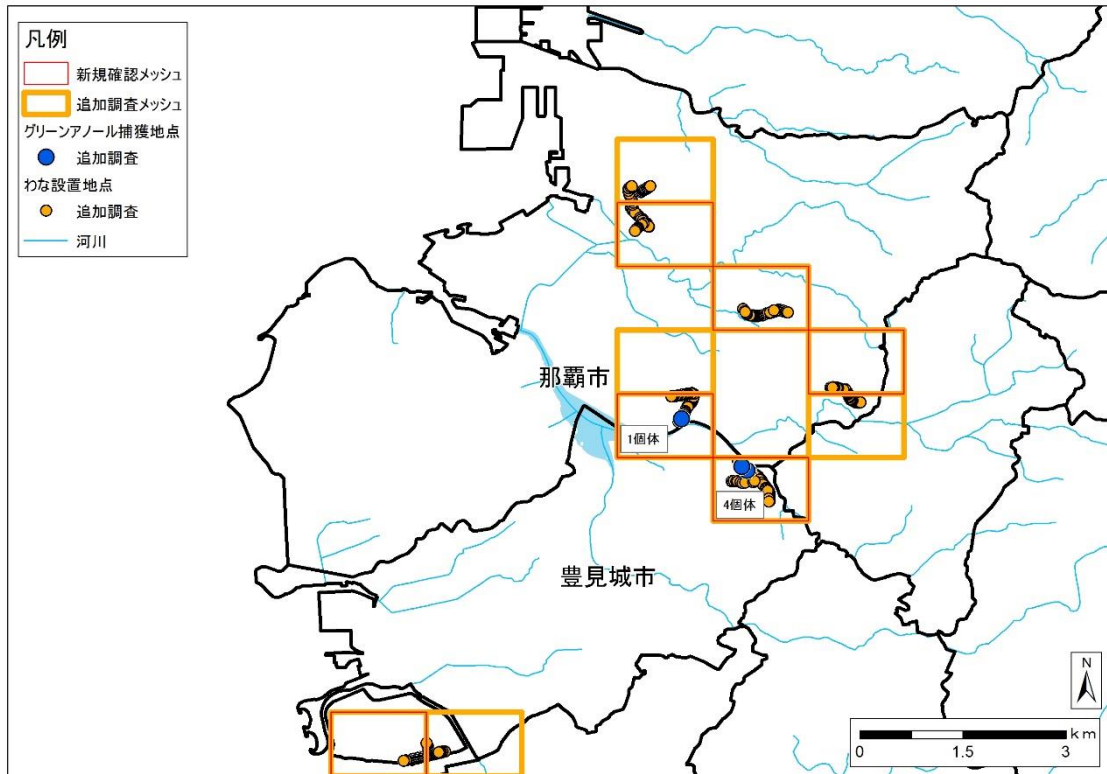 凡例
新規確認メッシュ
追加調査メッシュ
グリーンアノール捕獲地点
追加調査
わな設置地点
追加調査
河川
那覇市
1個体
4個体
豊見城市
N
km
0 1.5 3